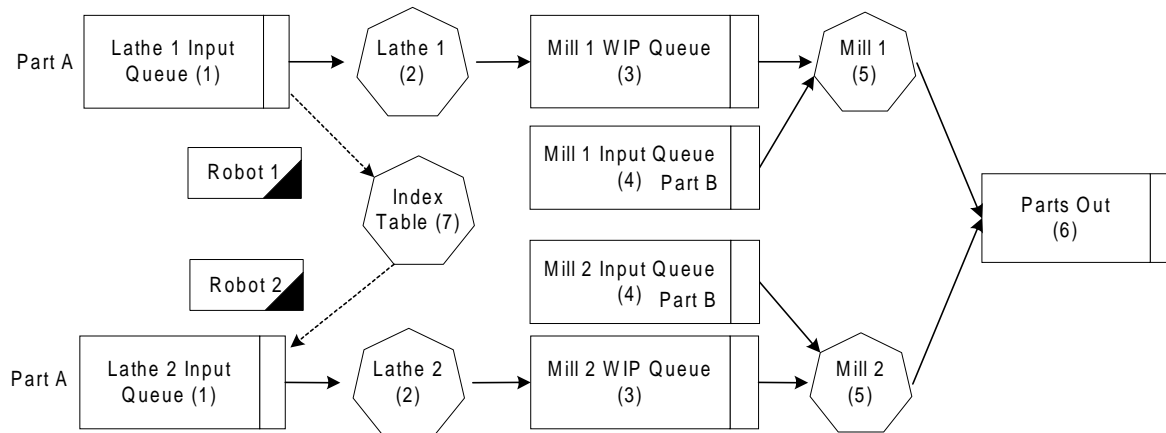 Part A
Lathe 1 Input
Queue (1)
Lathe 1
(2)
Mill 1 WIP Queue
(3)
Mill 1
(5)
Robot 1
Index
Table (7)
Mill 1 Input Queue
(4) Part B
Parts Out
(6)
Robot 2
Mill 2 Input Queue
(4) Part B
Part A
Lathe 2 Input
Queue (1)
Lathe 2
(2)
Mill 2 WIP Queue
(3)
Mill 2
(5)